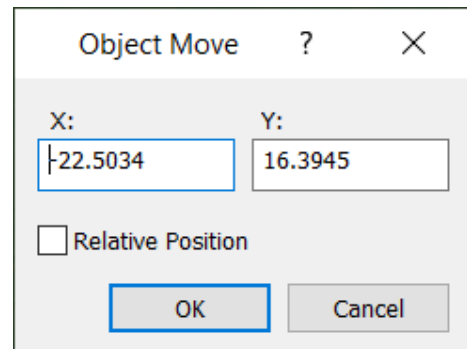 Object Move ?
X: Y:
-22.5034 16.3945
Relative Position
OK Cancel